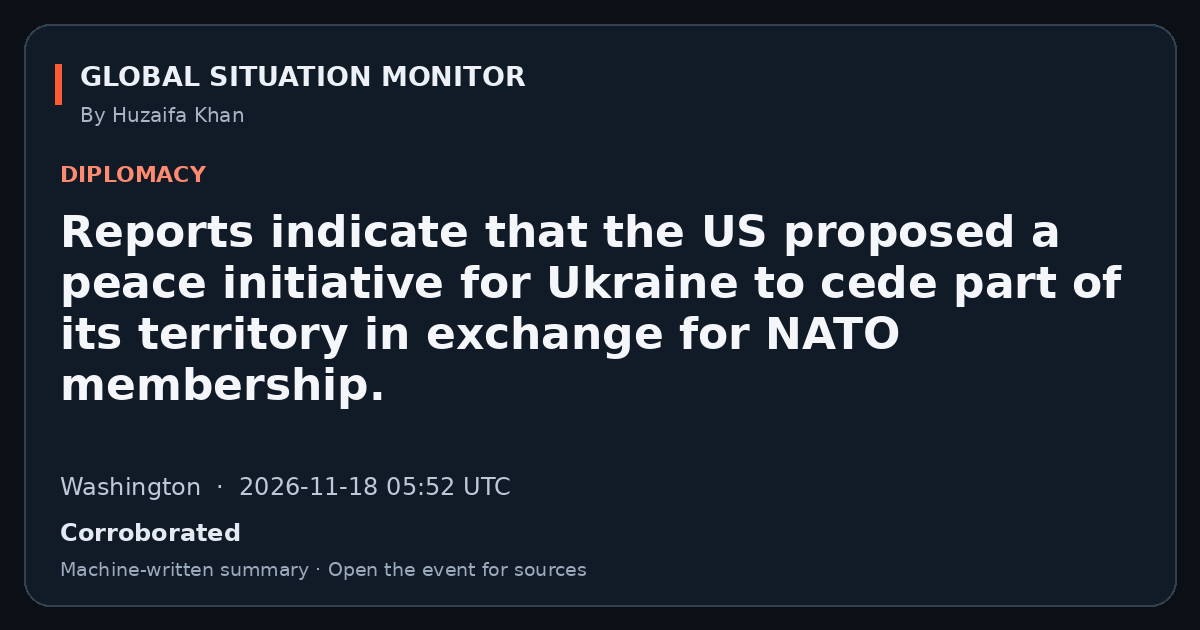 GLOBAL SITUATION MONITOR
By Huzaifa Khan
DIPLOMACY
Reports indicate that the US proposed a
peace initiative for Ukraine to cede part of
its territory in exchange for NATO
membership.
Washington · 2026-11-18 05:52 UTC
Corroborated
Machine-written summary · Open the event for sources